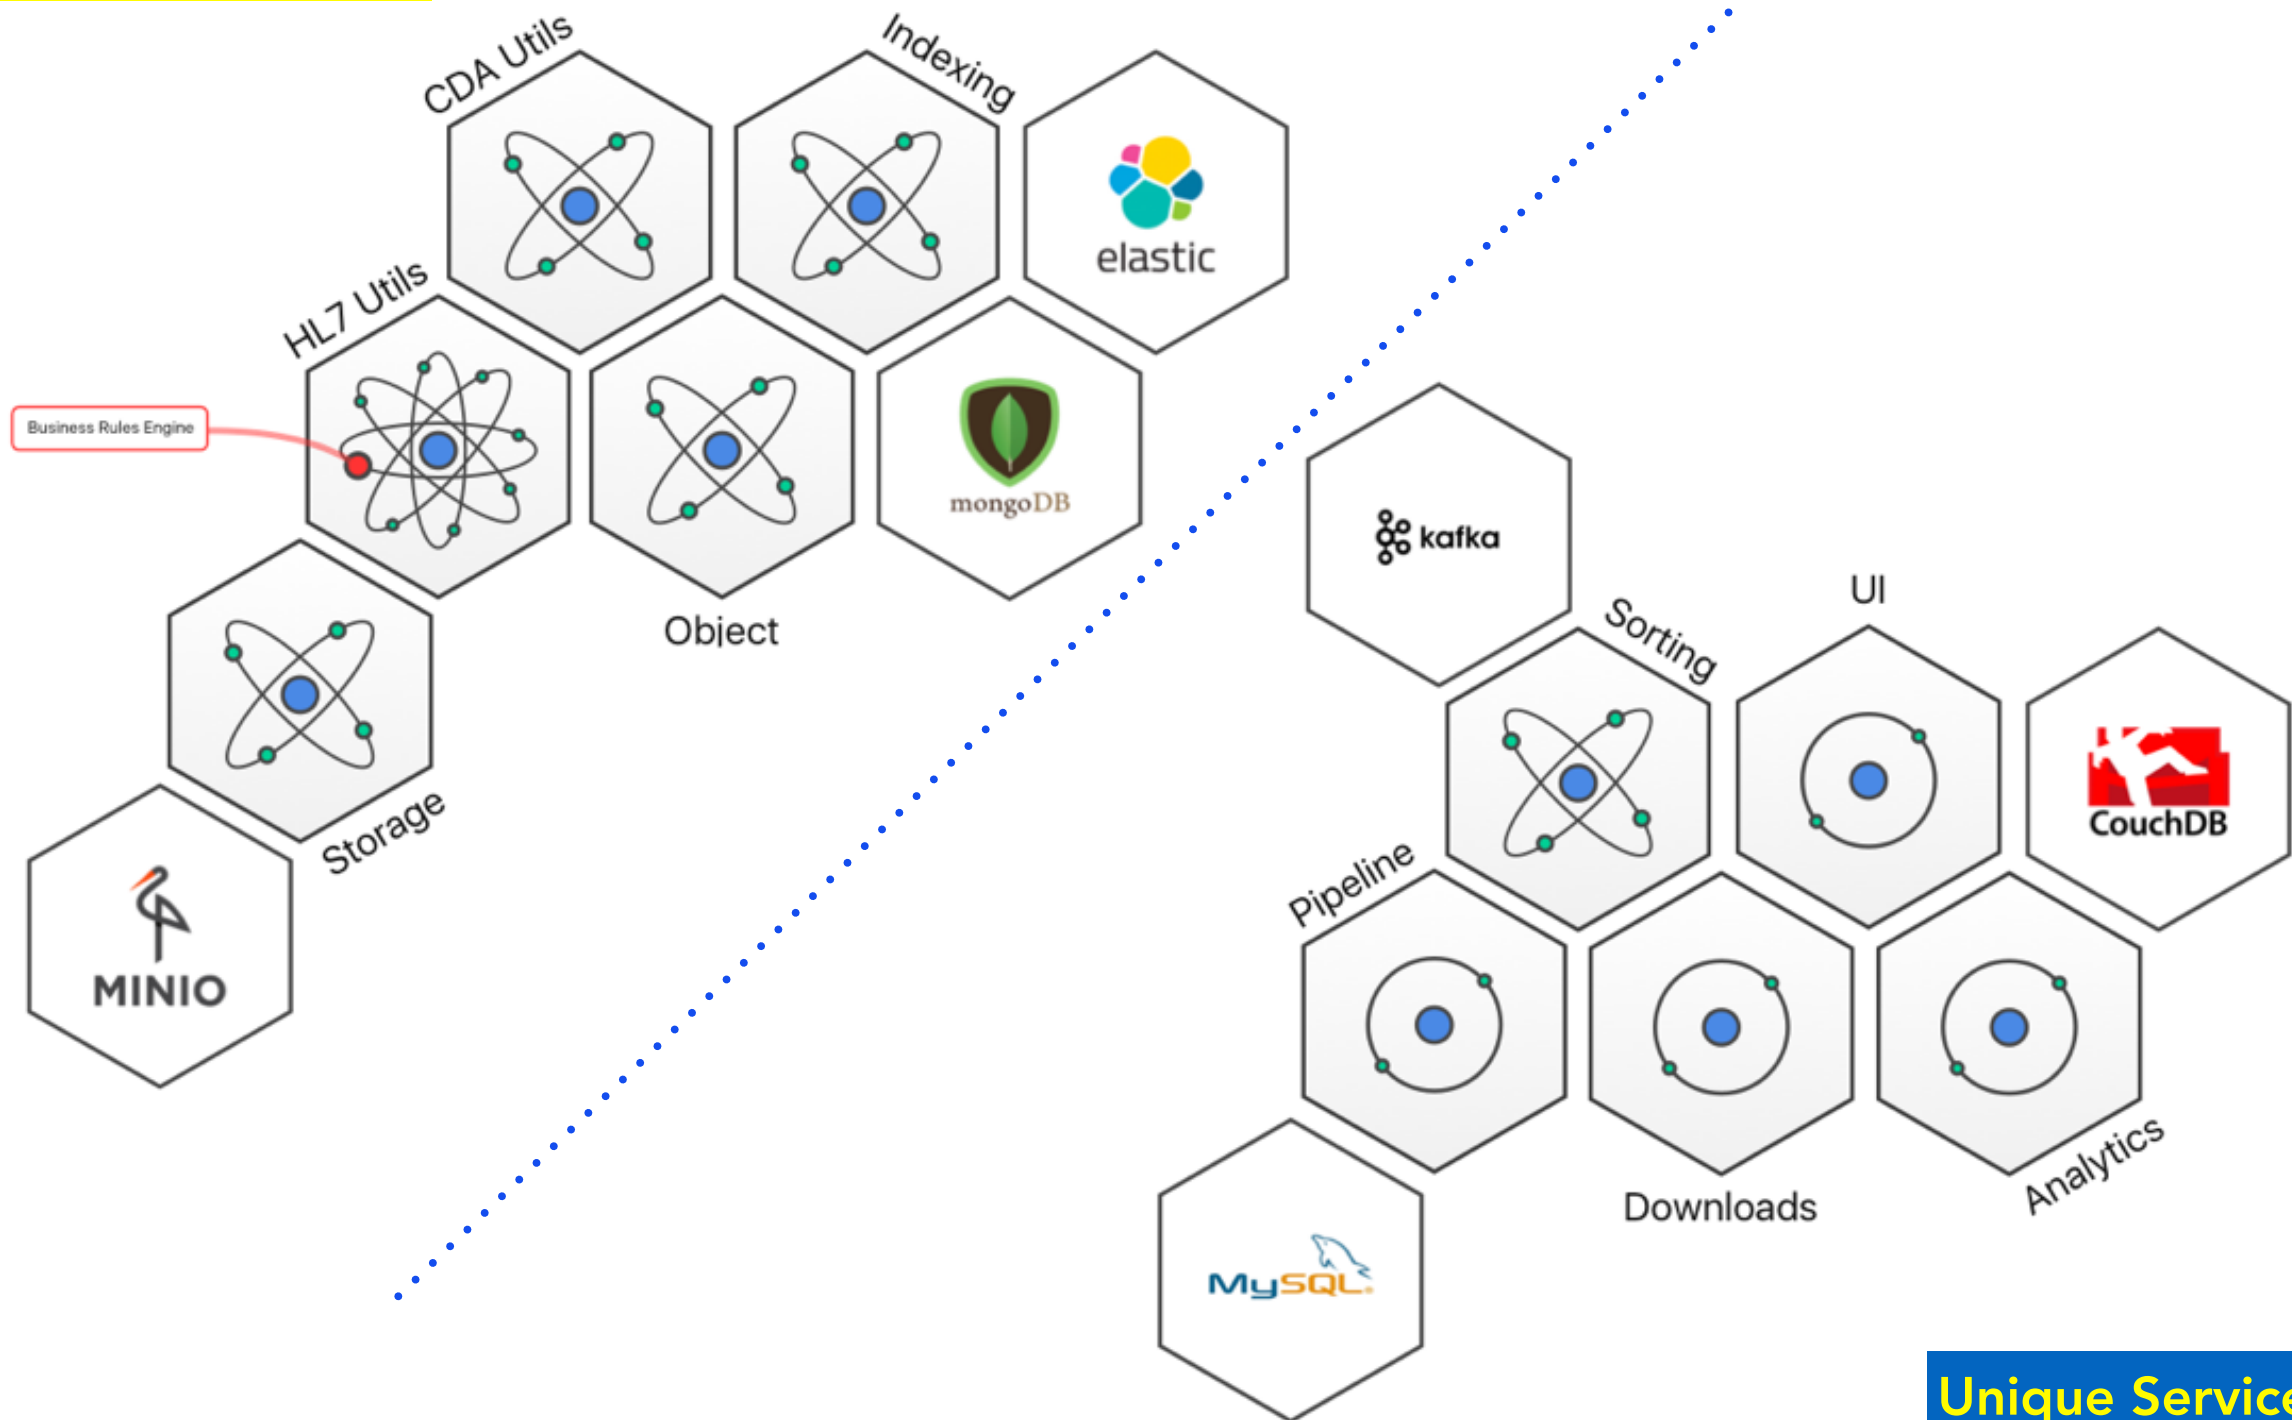 CDA Utils
Indexing
elastic
HL7 Utils
Business Rules Engine
mongoDB
Object
kafka
Sorting
UI
Storage
CouchDB
Pipeline
MINIO
Analytics
Downloads
MySQL
Unique Service